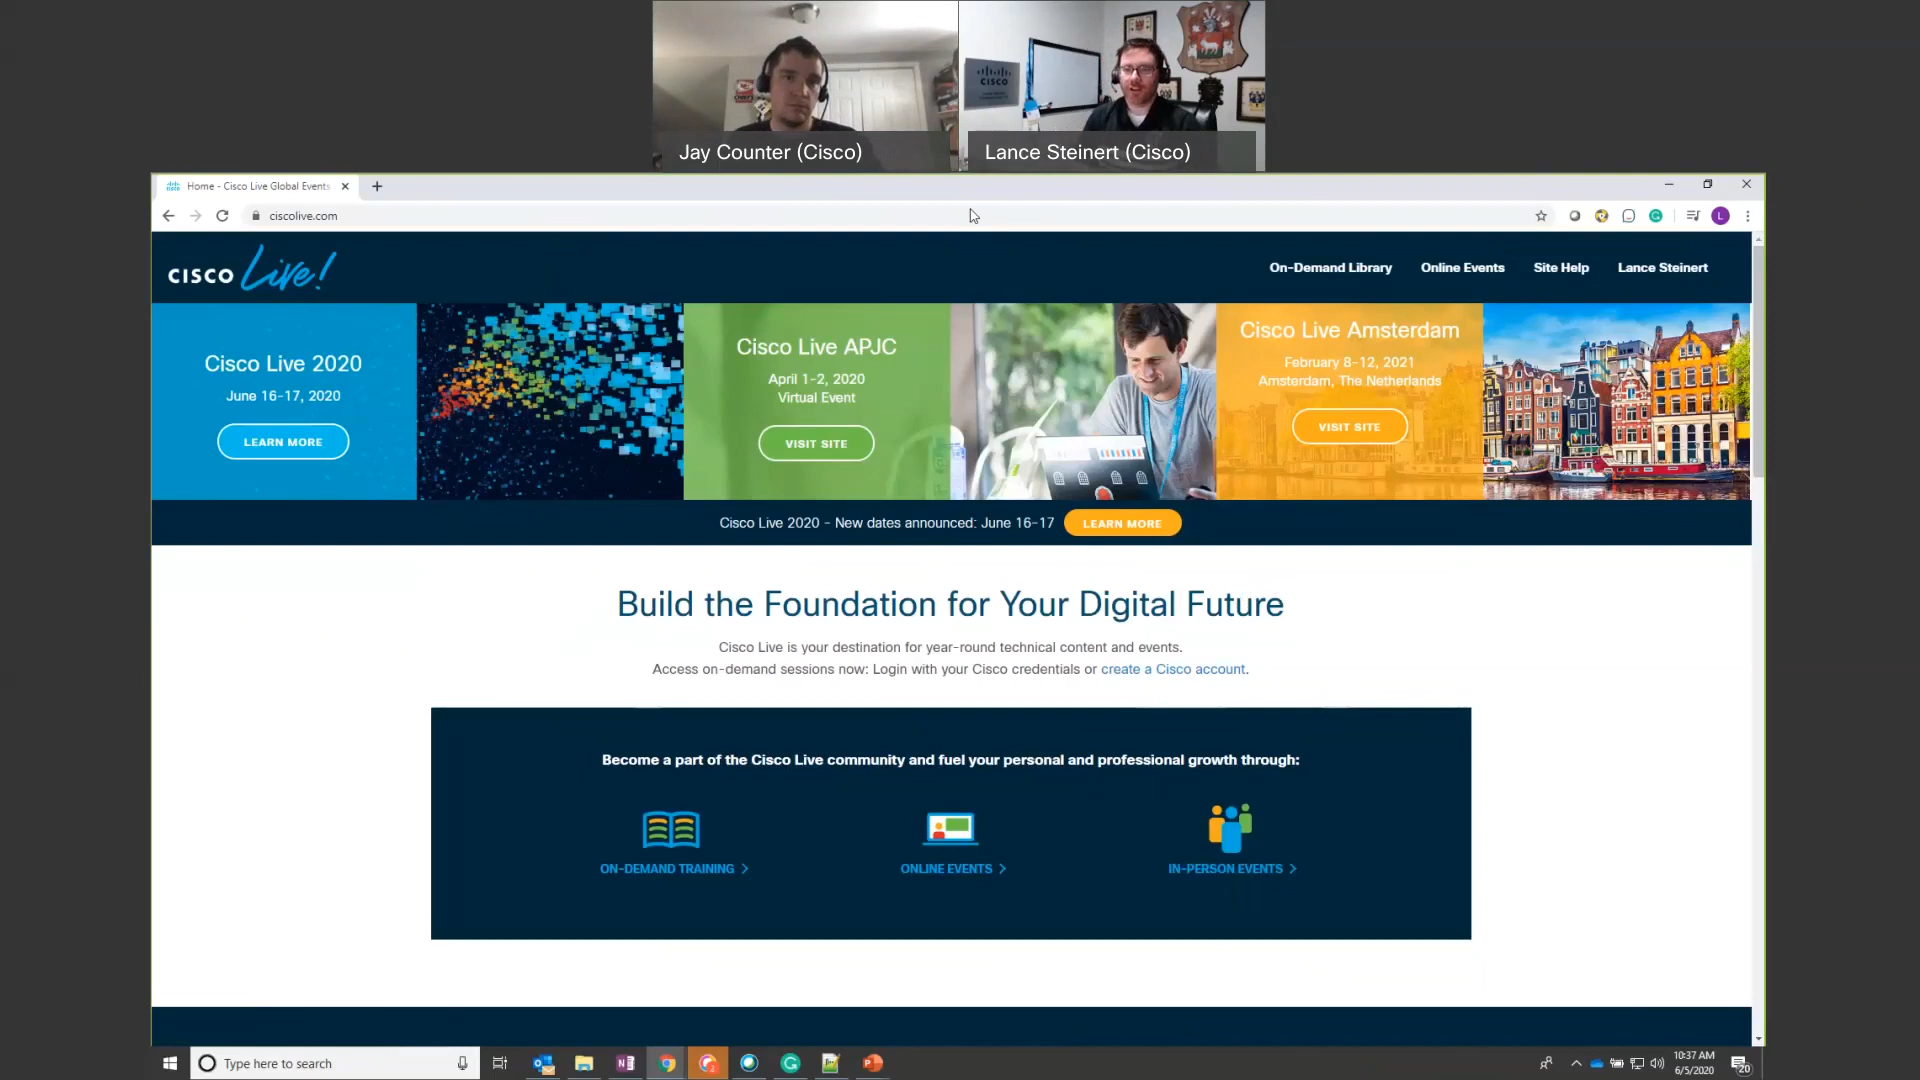 CISCO
Jay Counter (Cisco)
Lance Steinert (Cisco)
Home - Cisco Live Global Events
ciscolive.com
L
CISCO Live!
On-Demand Library
Online Events
Site Help
Lance Steinert
Cisco Live 2020
June 16-17, 2020
LEARN MORE
Cisco Live APJC
April 1-2, 2020
Virtual Event
VISIT SITE
Cisco Live Amsterdam
February 8-12, 2021
Amsterdam, The Netherlands
VISIT SITE
Cisco Live 2020 - New dates announced: June 16-17
LEARN MORE
Build the Foundation for Your Digital Future
Cisco Live is your destination for year-round technical content and events.
Access on-demand sessions now: Login with your Cisco credentials or create a Cisco account.
Become a part of the Cisco Live community and fuel your personal and professional growth through:
ON-DEMAND TRAINING >
ONLINE EVENTS >
IN-PERSON EVENTS >
Type here to search
10:37 AM
6/5/2020
20